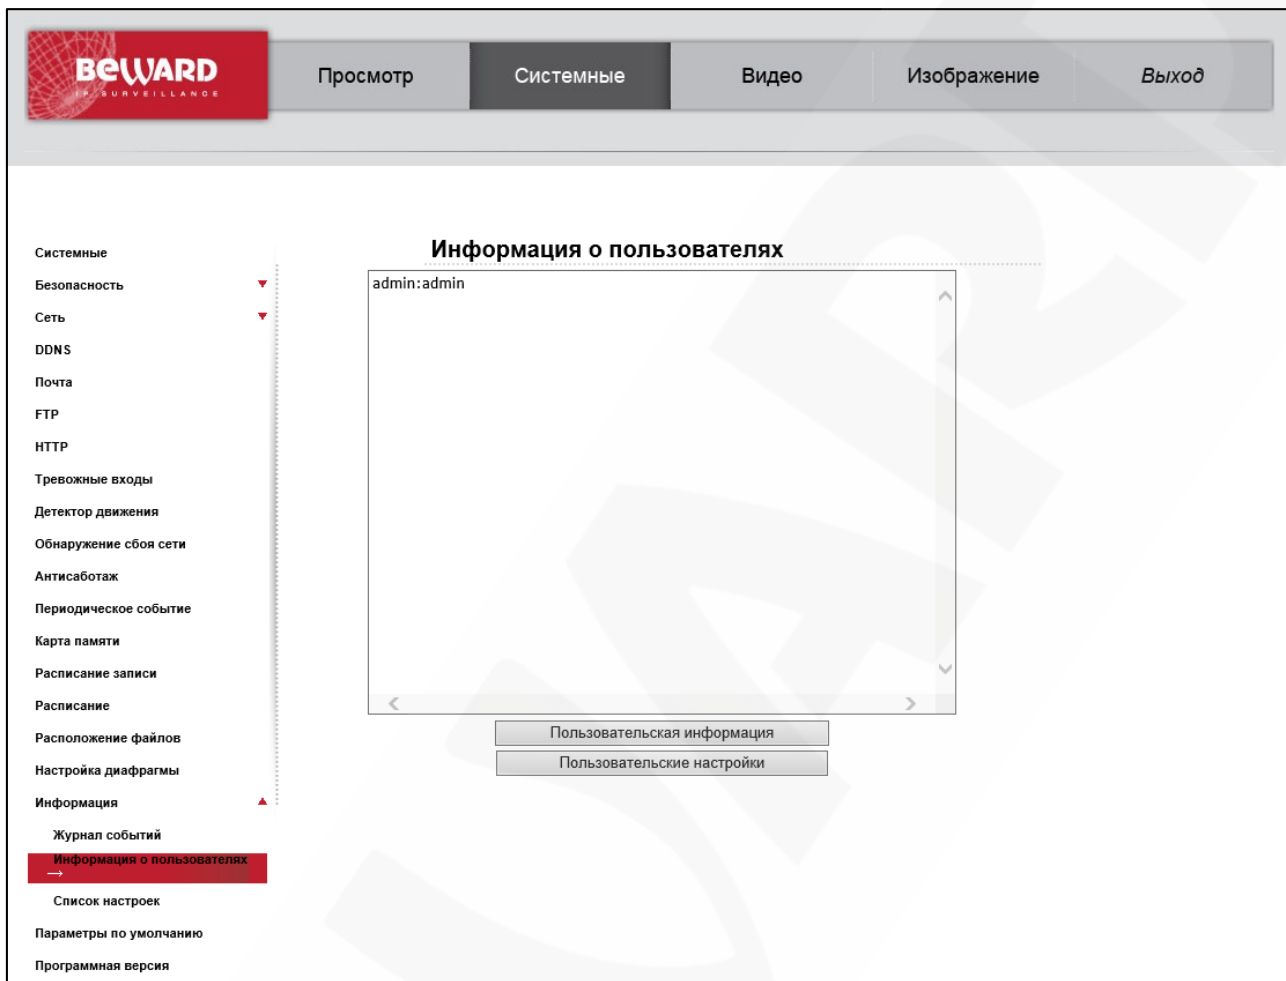 BEWARD
IP SURVEILLANCE
Просмотр
Системные
Видео
Изображение
Выход
Системные
Безопасность
Сеть
DDNS
Почта
FTP
HTTP
Тревожные входы
Детектор движения
Обнаружение сбоя сети
Антисаботаж
Периодическое событие
Карта памяти
Расписание записи
Расписание
Расположение файлов
Настройка диафрагмы
Информация
Журнал событий
Информация о пользователях
Список настроек
Параметры по умолчанию
Программная версия
Информация о пользователях
admin:admin
Пользовательская информация
Пользовательские настройки